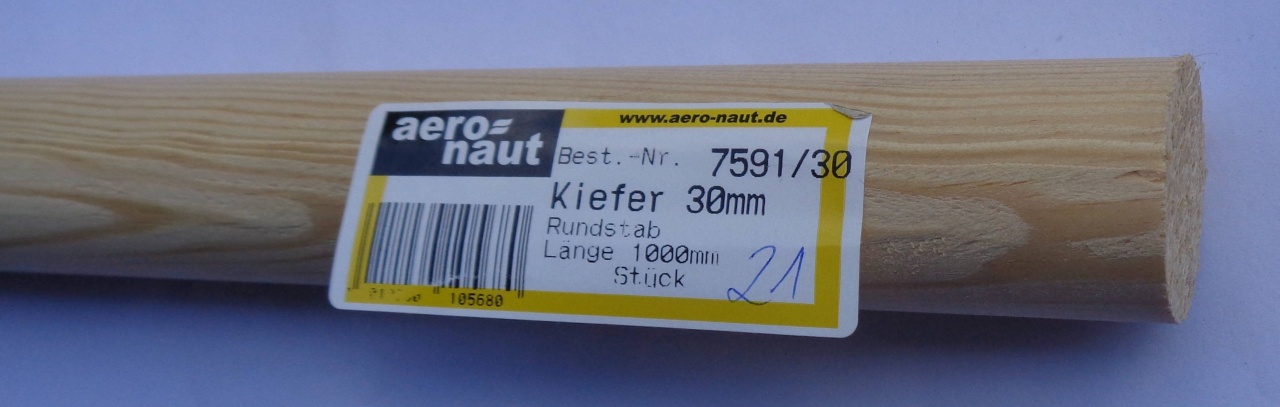 aero-
naut
www.aero-naut.de
Best.-Nr. 7591/30
Kiefer 30mm
Rundstab
Länge 1000mm
Stück 21
105680